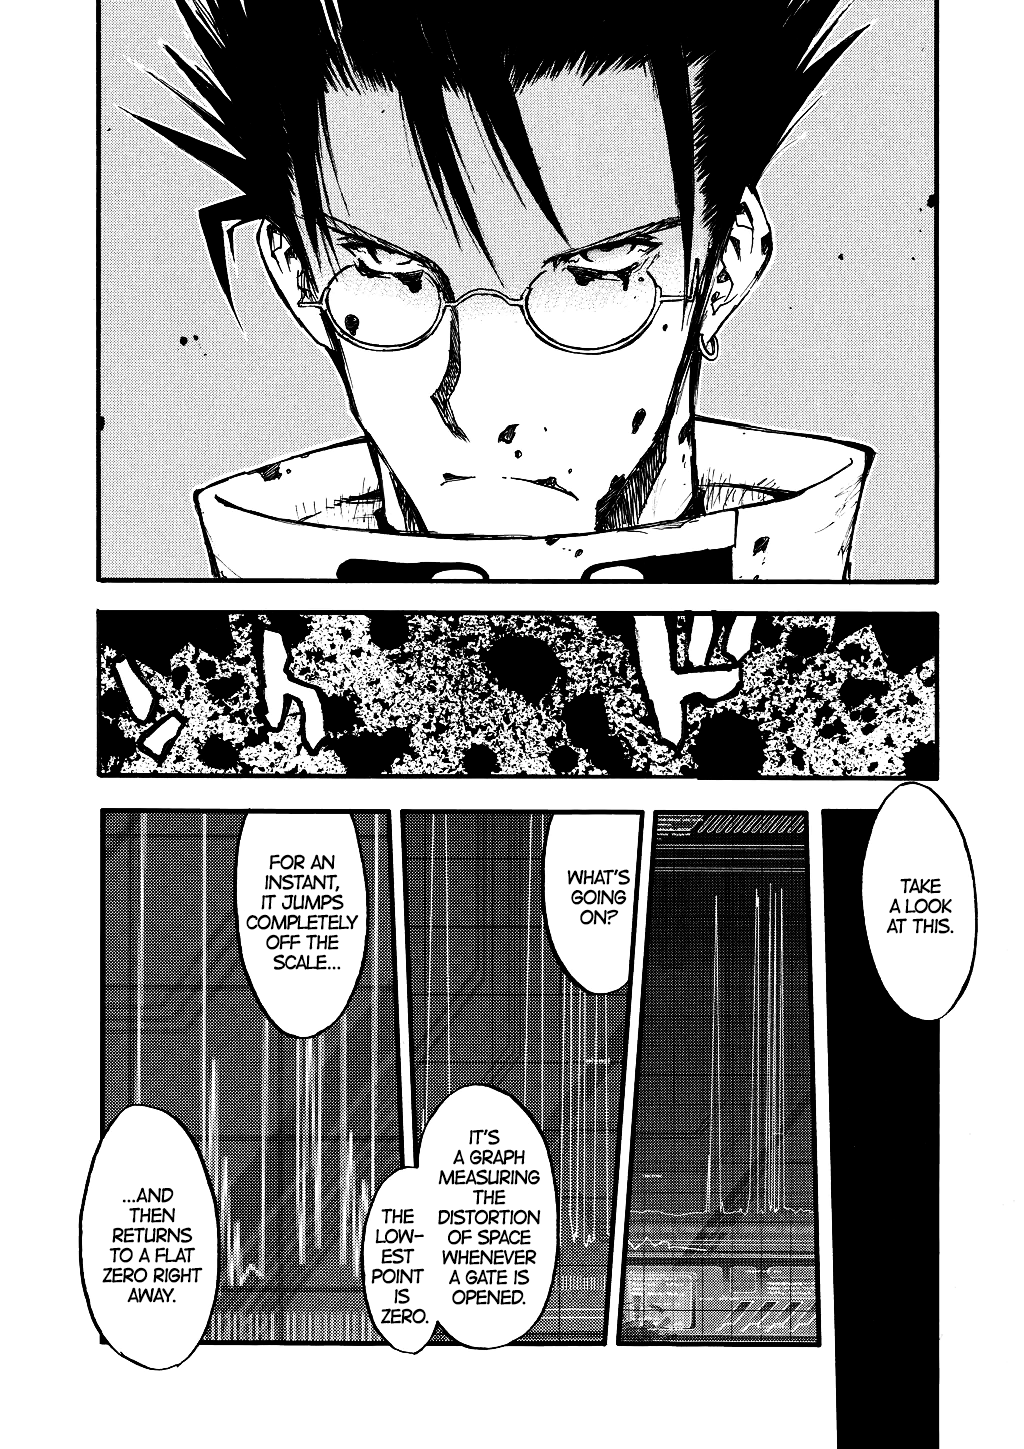 TAKE
A LOOK
AT THIS.
WHAT'S
GOING
ON?
IT'S
A GRAPH
MEASURING
THE
DISTORTION
OF SPACE
WHENEVER
A GATE IS
OPENED.
THE
LOW-
EST
POINT
IS
ZERO.
FOR AN
INSTANT,
IT JUMPS
COMPLETELY
OFF THE
SCALE...
...AND
THEN
RETURNS
TO A FLAT
ZERO RIGHT
AWAY.